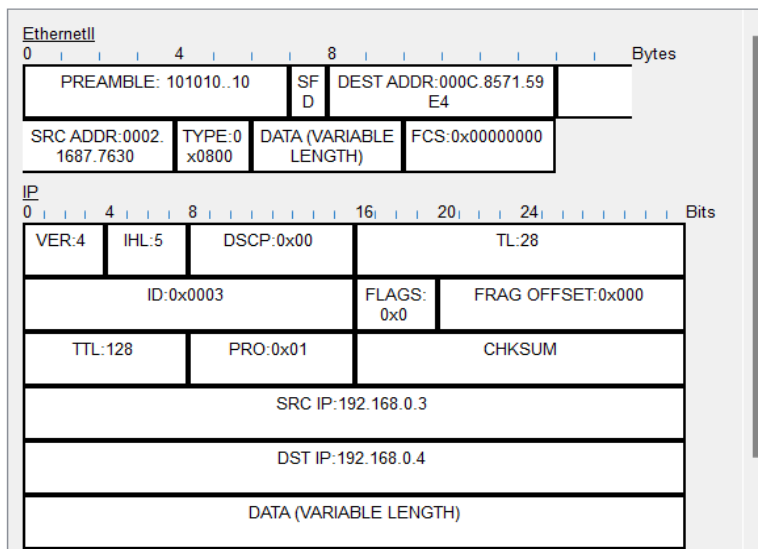 EthernetII
0 4 8 Bytes
PREAMBLE: 101010..10
SF
D
DEST ADDR:000C.8571.59
E4
SRC ADDR:0002.
1687.7630
TYPE:0
x0800
DATA (VARIABLE
LENGTH)
FCS:0x00000000
IP
0 4 8 16 20 24 Bits
VER:4 IHL:5 DSCP:0x00 TL:28
ID:0x0003
FLAGS:
0x0
FRAG OFFSET:0x000
TTL:128 PRO:0x01 CHKSUM
SRC IP:192.168.0.3
DST IP:192.168.0.4
DATA (VARIABLE LENGTH)